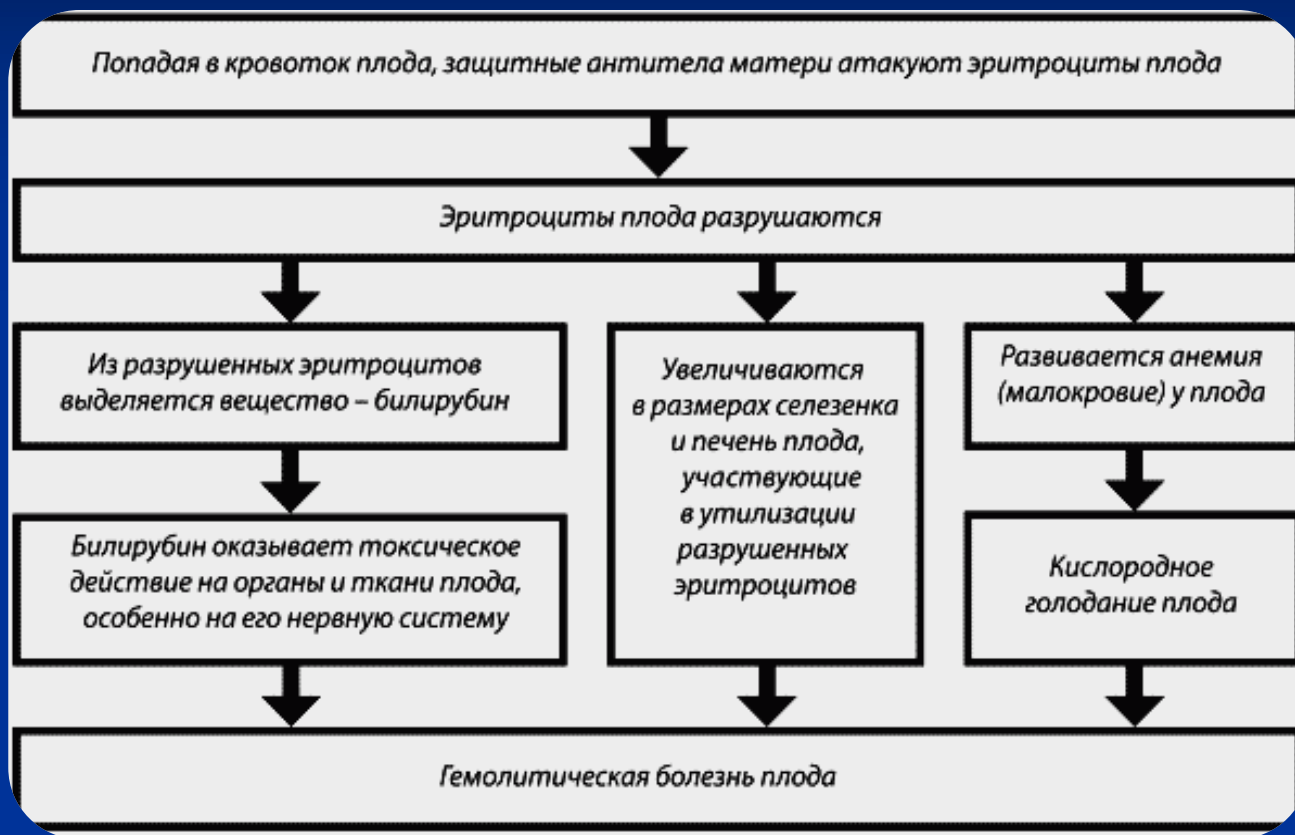 Попадая в кровоток плода, защитные антитела матери атакуют эритроциты плода
Эритроциты плода разрушаются
Из разрушенных эритроцитов
выделяется вещество – билирубин
Билирубин оказывает токсическое
действие на органы и ткани плода,
особенно на его нервную систему
Увеличиваются
в размерах селезенка
и печень плода,
участвующие
в утилизации
разрушенных
эритроцитов
Развивается анемия
(малокровие) у плода
Кислородное
голодание плода
Гемолитическая болезнь плода